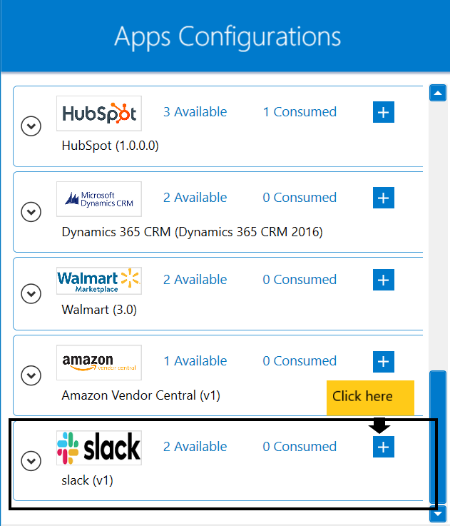 Apps Configurations
HubSpot 3 Available 1 Consumed
HubSpot (1.0.0.0)
Microsoft
Dynamics CRM 2 Available 0 Consumed
Dynamics 365 CRM (Dynamics 365 CRM 2016)
Walmart 2 Available 0 Consumed
Marketplace
Walmart (3.0)
amazon 1 Available 0 Consumed
vendor central
Amazon Vendor Central (v1)
Click here
slack 2 Available 0 Consumed
slack (v1)